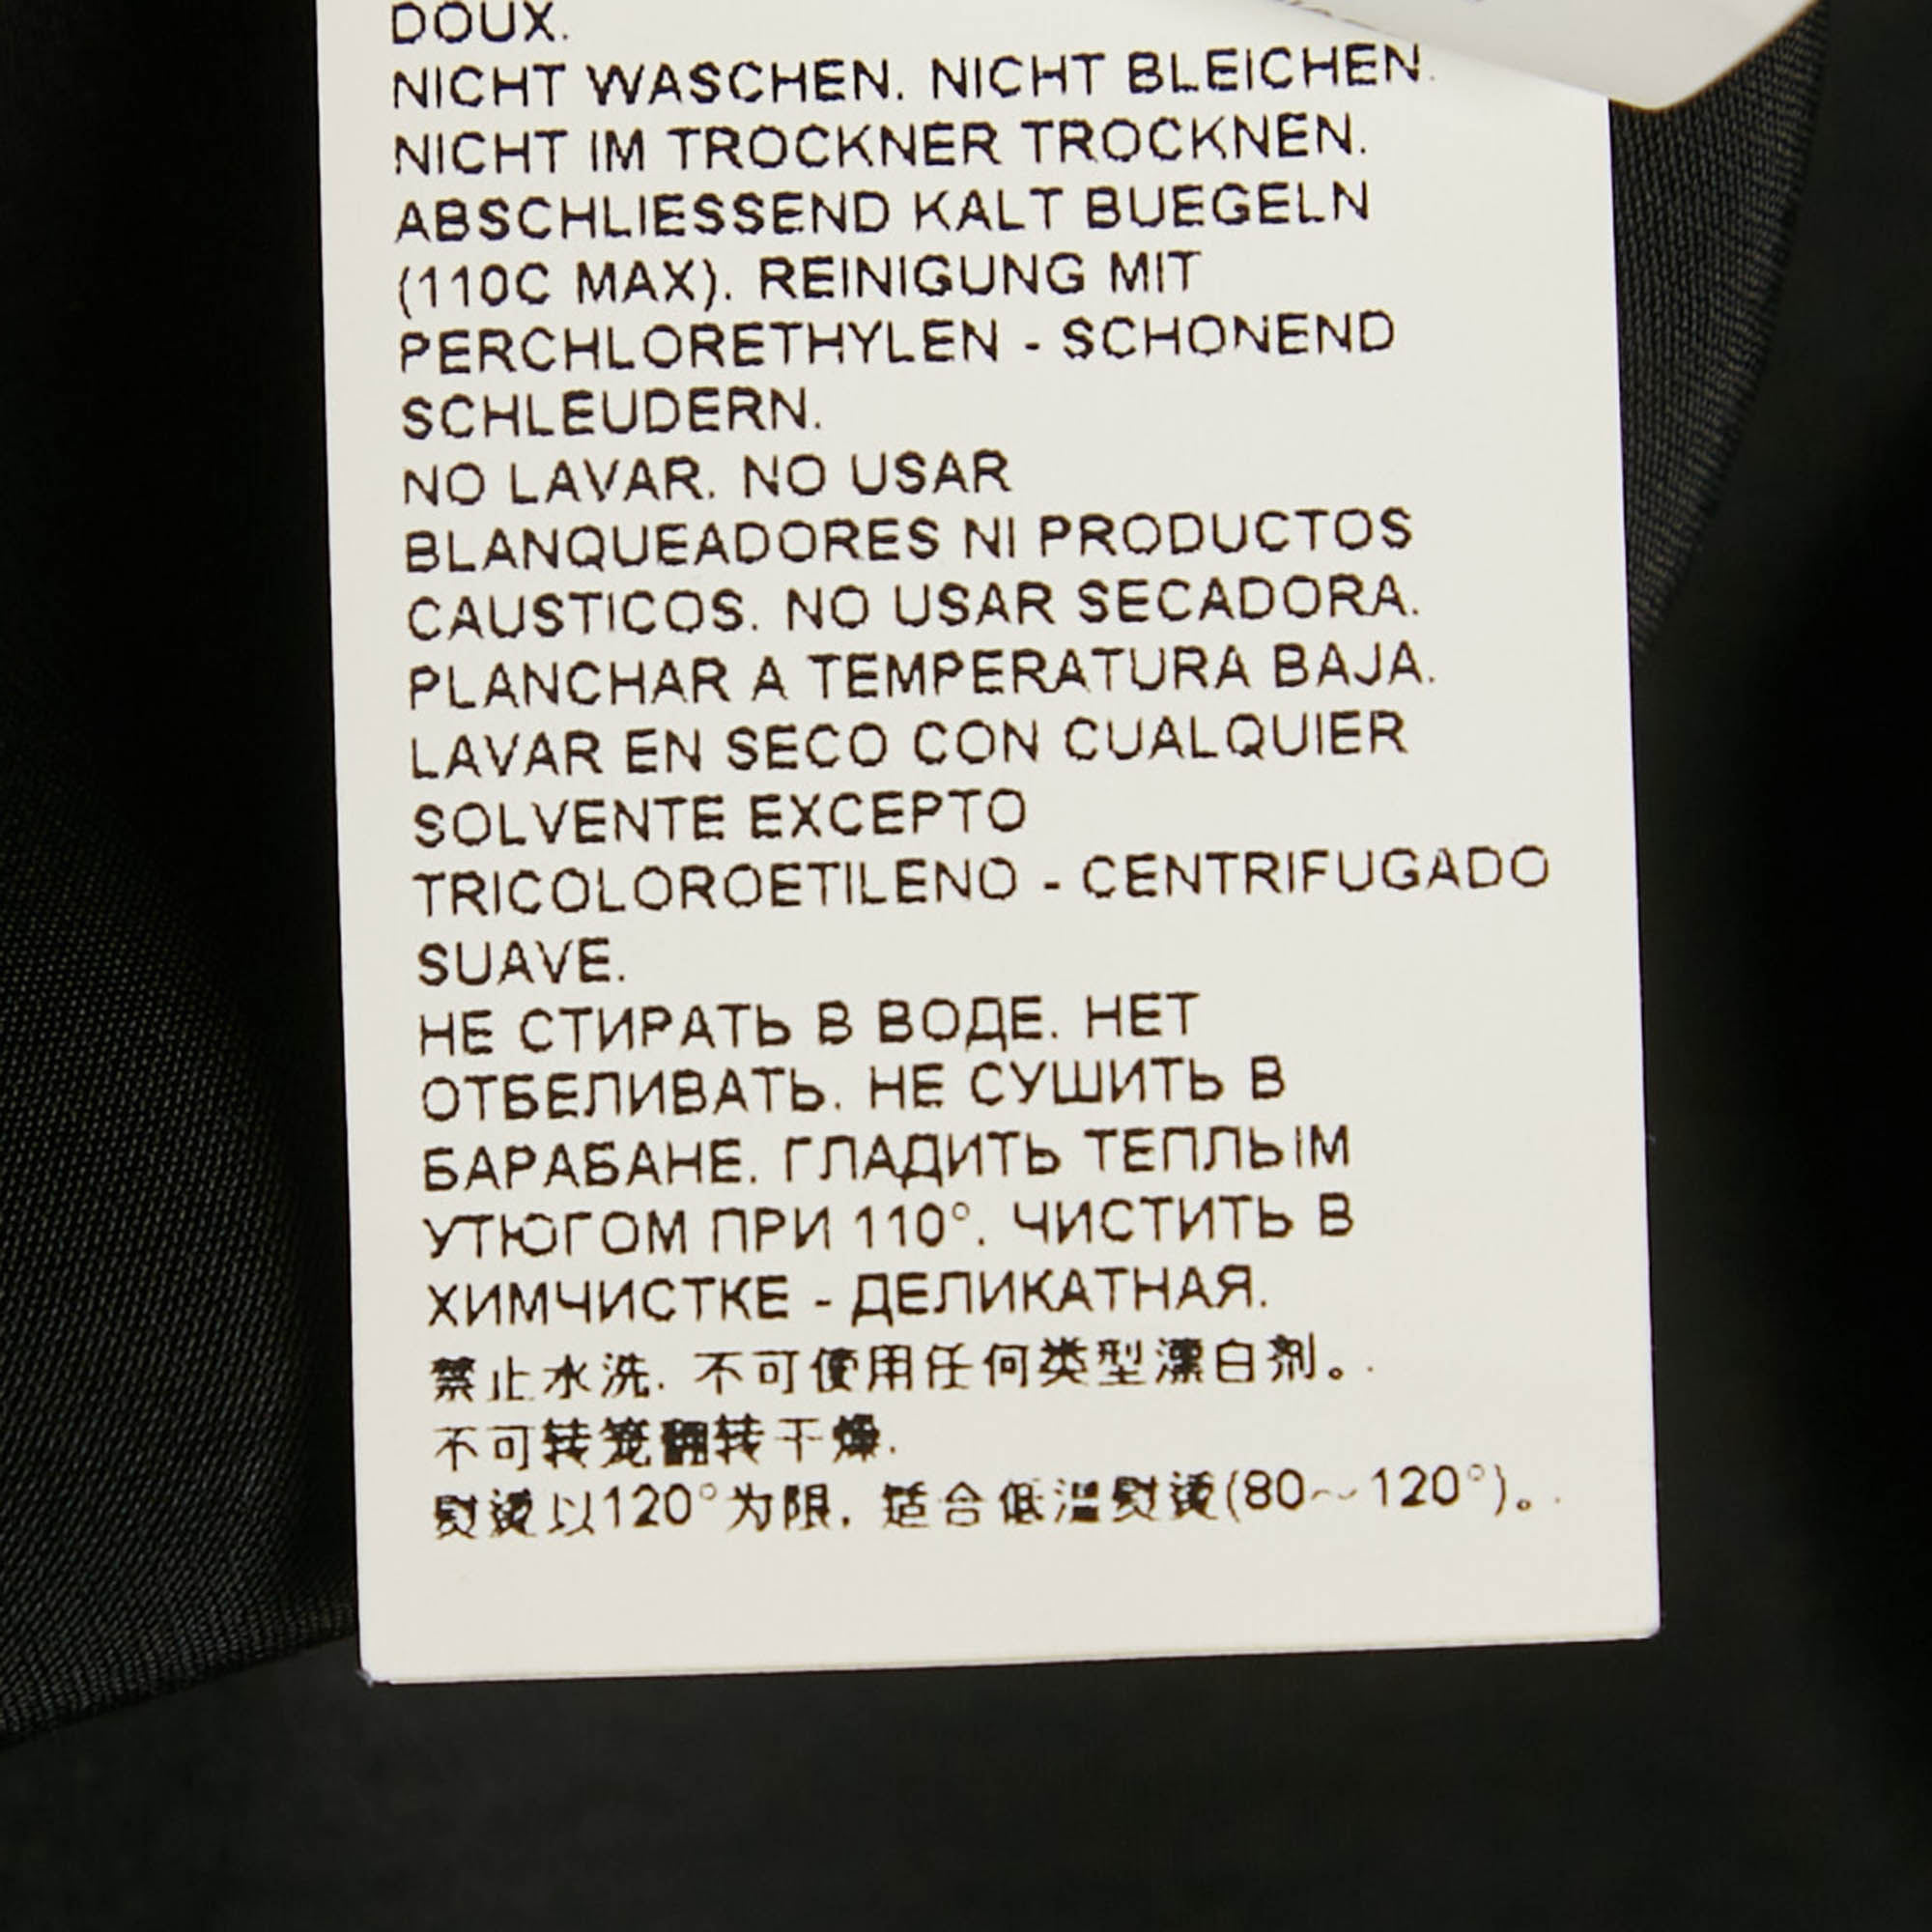 DOUX.
NICHT WASCHEN. NICHT BLEICHEN.
NICHT IM TROCKNER TROCKNEN.
ABSCHLIESSEND KALT BUEGELN
(110C MAX). REINIGUNG MIT
PERCHLORETHYLEN - SCHONEND
SCHLEUDERN.
NO LAVAR. NO USAR
BLANQUEADORES NI PRODUCTOS
CAUSTICOS. NO USAR SECADORA.
PLANCHAR A TEMPERATURA BAJA.
LAVAR EN SECO CON CUALQUIER
SOLVENTE EXCEPTO
TRICOLOROETILENO - CENTRIFUGADO
SUAVE.
НЕ СТИРАТЬ В ВОДЕ. НЕТ
ОТБЕЛИВАТЬ. НЕ СУШИТЬ В
БАРАБАНЕ. ГЛАДИТЬ ТЕПЛЫМ
УТЮГОМ ПРИ 110°. ЧИСТИТЬ В
ХИМЧИСТКЕ - ДЕЛИКАТНАЯ.
禁止水洗. 不可使用任何类型漂白剂。.
不可转笼翻转干燥.
熨烫以120°为限. 适合低温熨烫(80～120°)。.